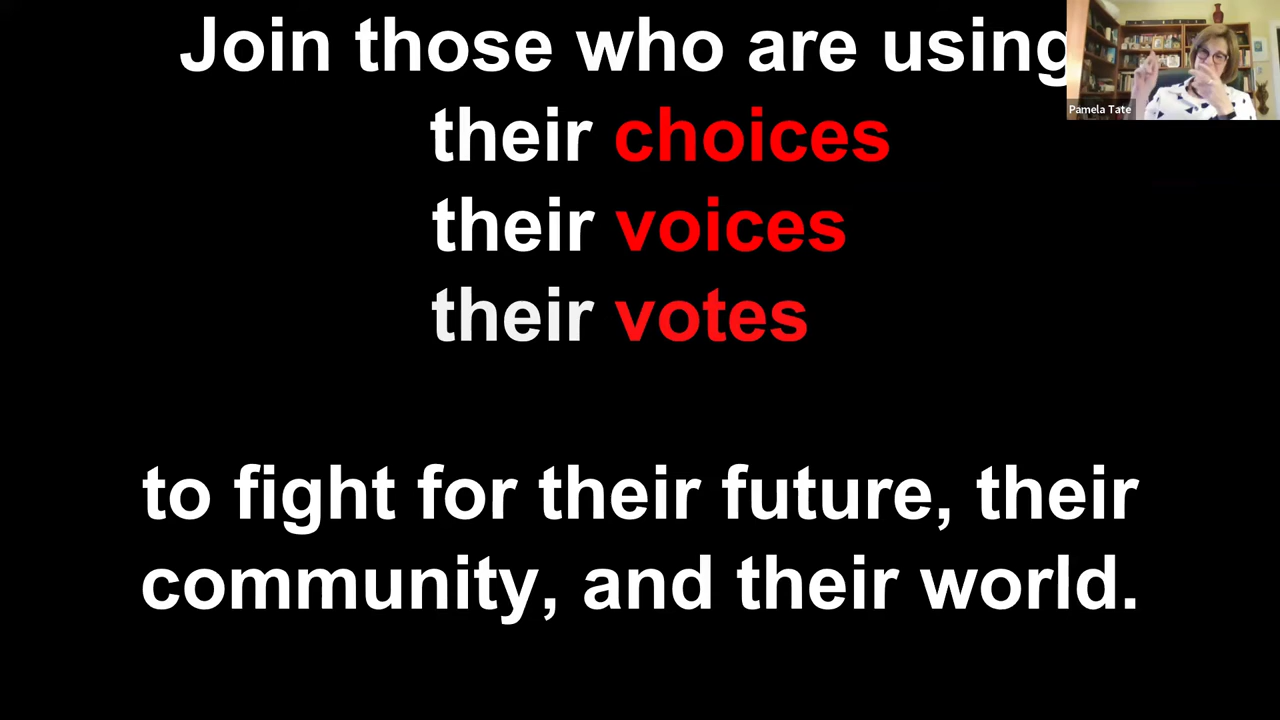 Join those who are using
their choices
their voices
their votes
to fight for their future, their
community, and their world.
Pamela Tate